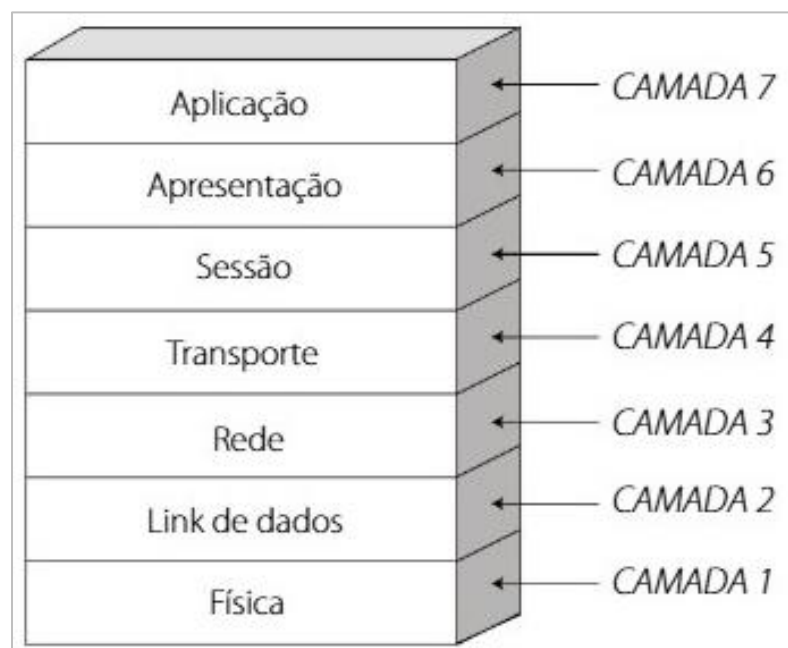 Aplicação CAMADA 7
Apresentação CAMADA 6
Sessão CAMADA 5
Transporte CAMADA 4
Rede CAMADA 3
Link de dados CAMADA 2
Física CAMADA 1